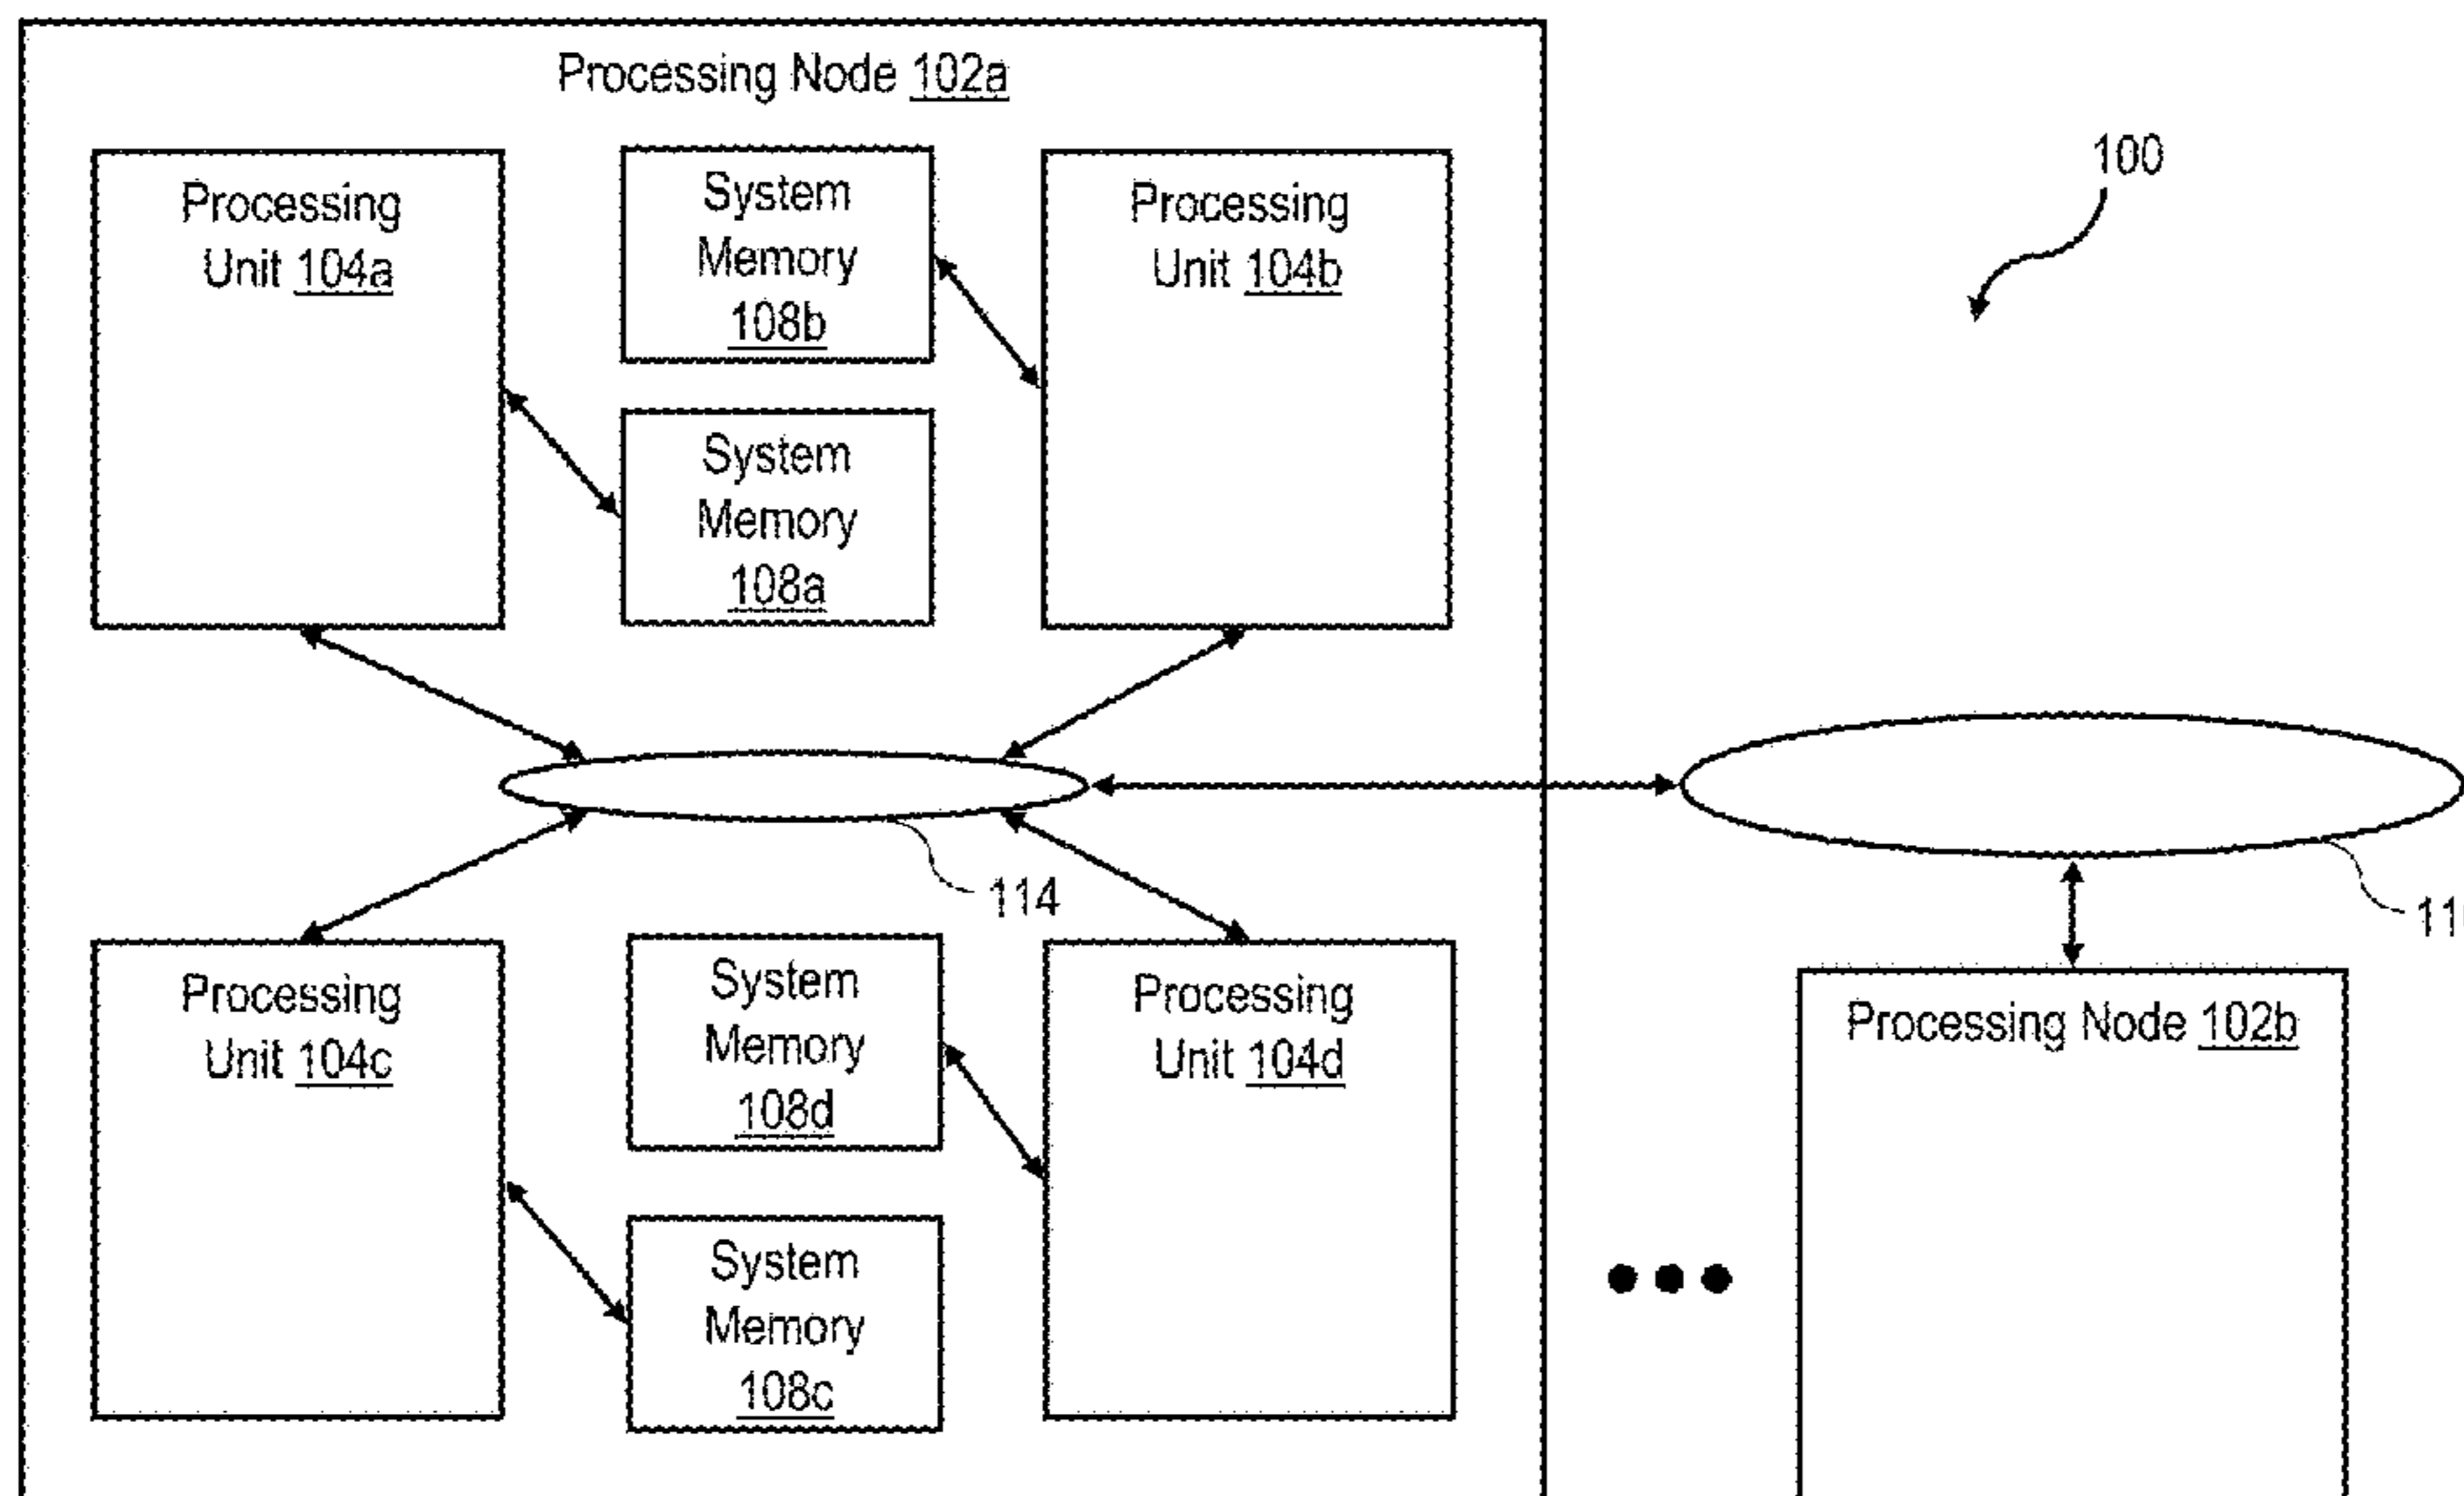 Processing Node 102a
Processing
Unit 104a
System
Memory
108b
Processing
Unit 104b
100
System
Memory
108a
114
11
Processing
Unit 104c
System
Memory
108d
Processing
Unit 104d
Processing Node 102b
System
Memory
108c